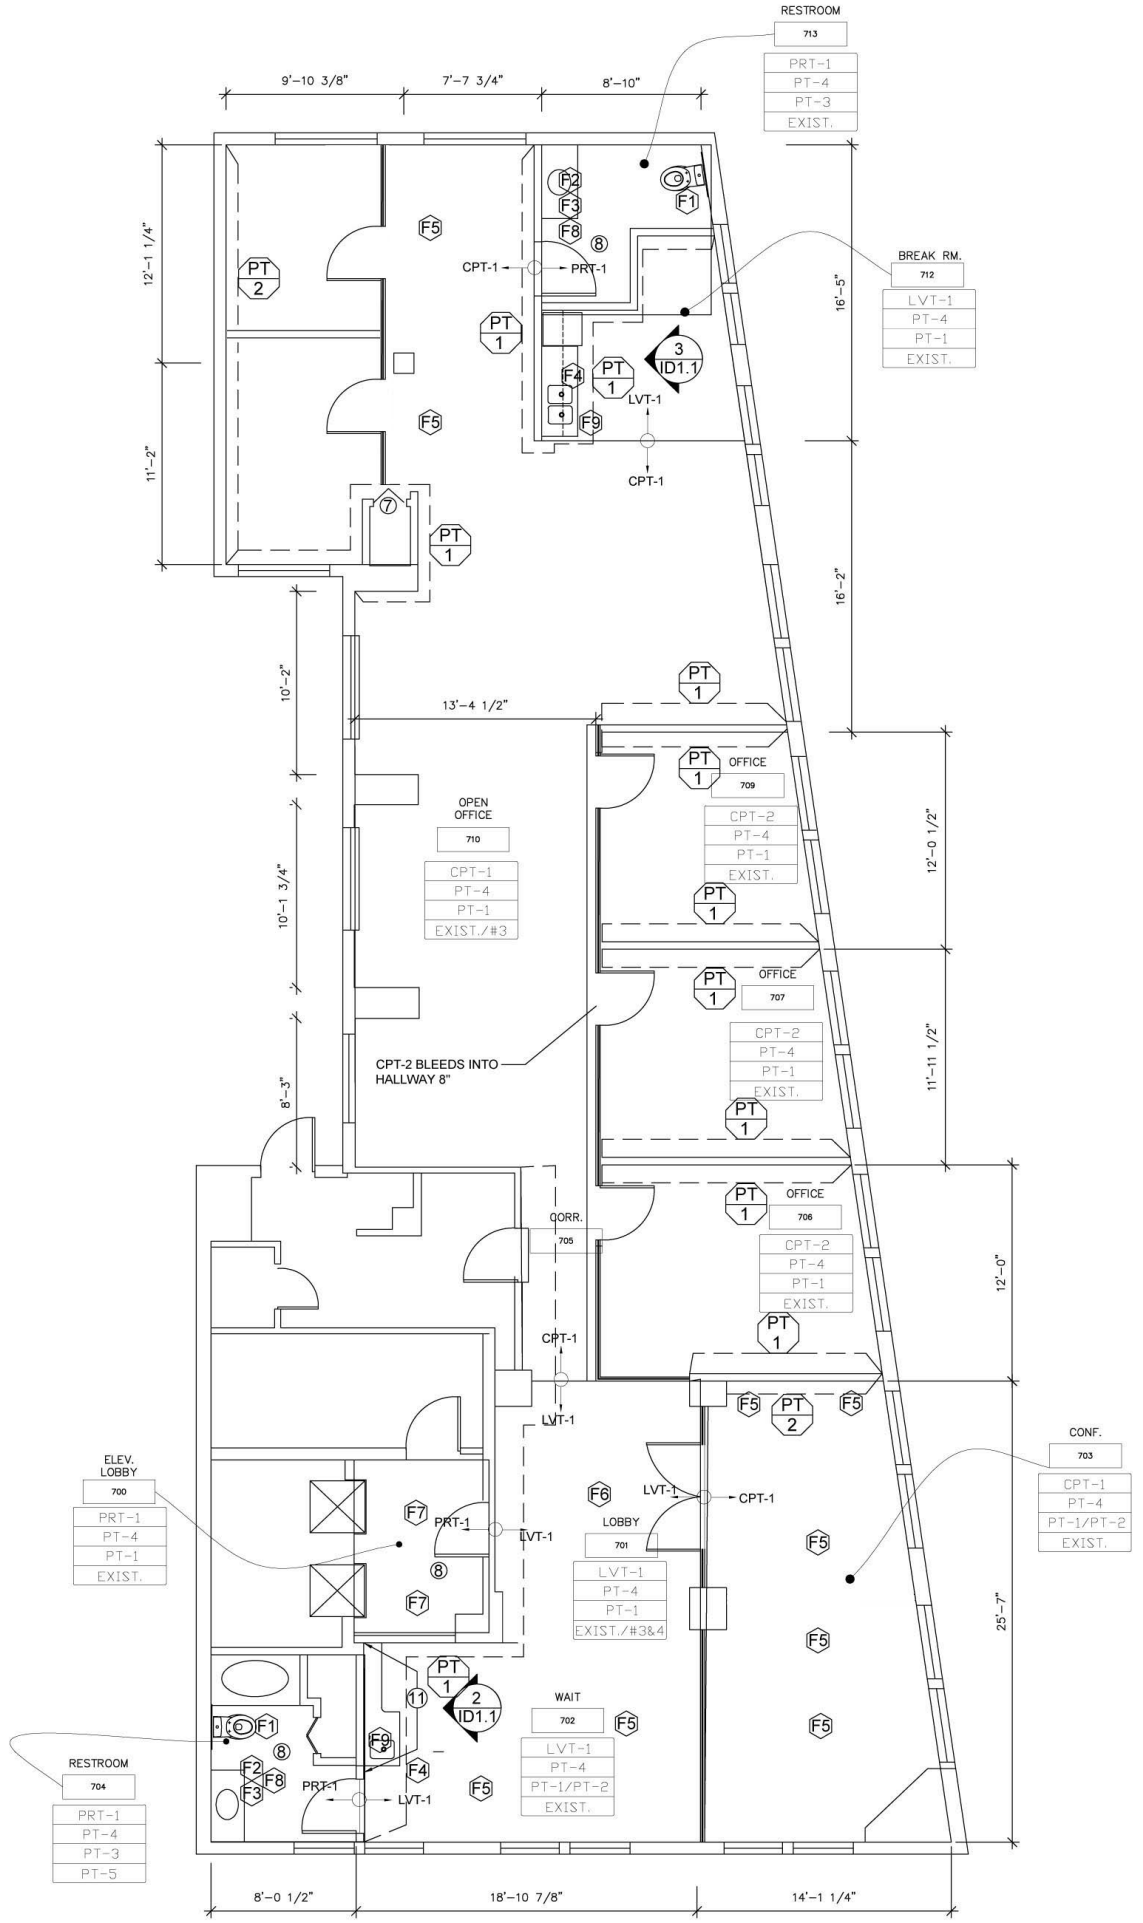 RESTROOM
713
PRT-1
PT-4
PT-3
EXIST.
9'-10 3/8"
7'-7 3/4"
8'-10"
12'-1 1/4"
11'-2"
16'-5"
16'-2"
F2
F3
F8
8
F1
F5
PT
2
CPT-1
PRT-1
BREAK RM.
712
LVT-1
PT-4
PT-1
EXIST.
PT
1
3
ID1.1
F4
PT
1
LVT-1
F5
F9
CPT-1
7
PT
1
10'-2"
13'-4 1/2"
PT
1
PT
1
OFFICE
709
CPT-2
PT-4
PT-1
EXIST.
OPEN
OFFICE
710
CPT-1
PT-4
PT-1
EXIST./#3
12'-0 1/2"
10'-1 3/4"
PT
1
PT
1
OFFICE
707
CPT-2
PT-4
PT-1
EXIST.
11'-11 1/2"
CPT-2 BLEEDS INTO
HALLWAY 8"
8'-3"
PT
1
PT
1
OFFICE
706
CPT-2
PT-4
PT-1
EXIST.
12'-0"
CORR.
705
PT
1
CPT-1
LVT-1
F5
PT
2
F5
CONF.
703
CPT-1
PT-4
PT-1/PT-2
EXIST.
ELEV.
LOBBY
700
PRT-1
PT-4
PT-1
EXIST.
F7
PRT-1
LVT-1
8
F7
F6
LVT-1
CPT-1
LOBBY
701
LVT-1
PT-4
PT-1
EXIST./#3&4
F5
F5
F5
25'-7"
PT
1
11
2
ID1.1
WAIT
702
LVT-1
PT-4
PT-1/PT-2
EXIST.
F5
F5
F9
F4
F1
8
F2
F8
F3
PRT-1
LVT-1
RESTROOM
704
PRT-1
PT-4
PT-3
PT-5
8'-0 1/2"
18'-10 7/8"
14'-1 1/4"